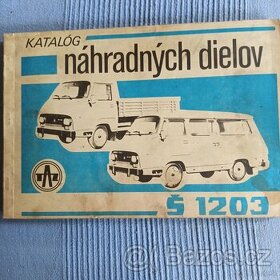 KATALÓG
náhradných dielov
Š 1203
Bazos.cz